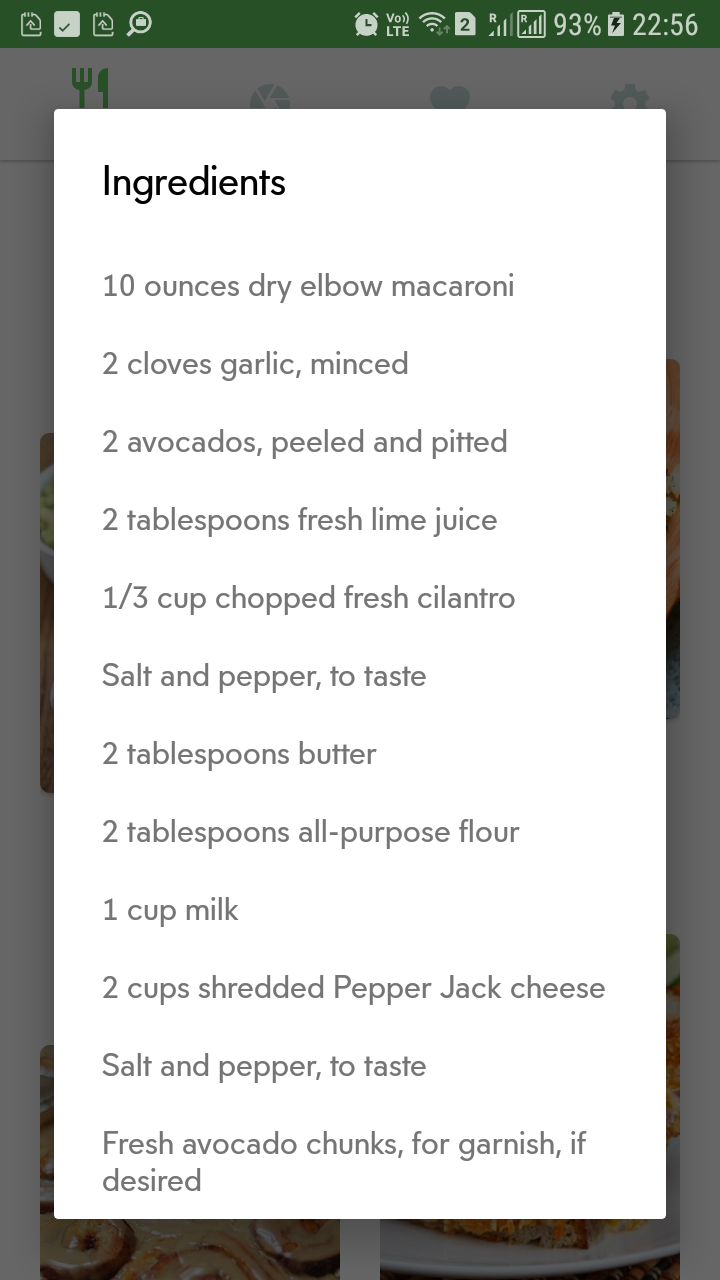 Vo))
LTE
2
R
R
93%
22:56
Ingredients
10 ounces dry elbow macaroni
2 cloves garlic, minced
2 avocados, peeled and pitted
2 tablespoons fresh lime juice
1/3 cup chopped fresh cilantro
Salt and pepper, to taste
2 tablespoons butter
2 tablespoons all-purpose flour
1 cup milk
2 cups shredded Pepper Jack cheese
Salt and pepper, to taste
Fresh avocado chunks, for garnish, if
desired